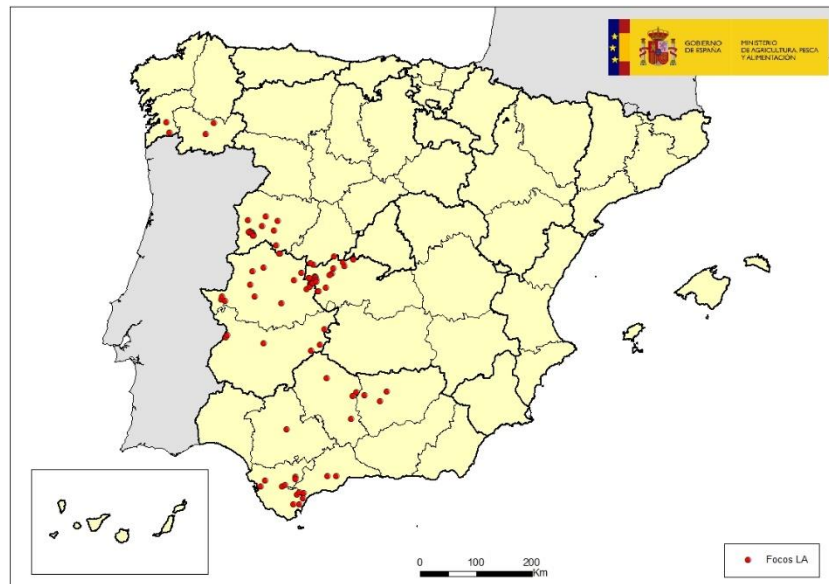 GOBIERNO
DE ESPAÑA
MINISTERIO
DE AGRICULTURA, PESCA
Y ALIMENTACIÓN
0 100 200
Km
Focos LA